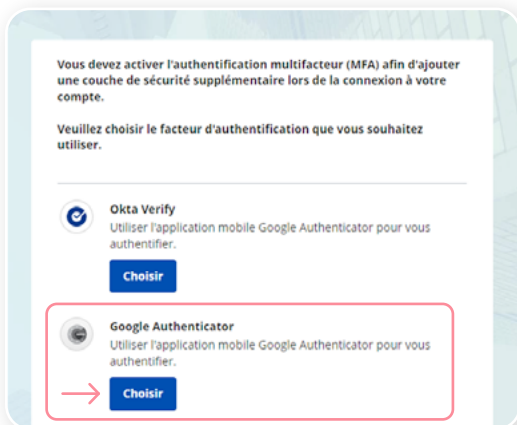 Vous devez activer l'authentification multifacteur (MFA) afin d'ajouter
une couche de sécurité supplémentaire lors de la connexion à votre
compte.
Veuillez choisir le facteur d'authentification que vous souhaitez
utiliser.
Okta Verify
Utiliser l'application mobile Google Authenticator pour vous
authentifier.
Choisir
Google Authenticator
Utiliser l'application mobile Google Authenticator pour vous
authentifier.
Choisir